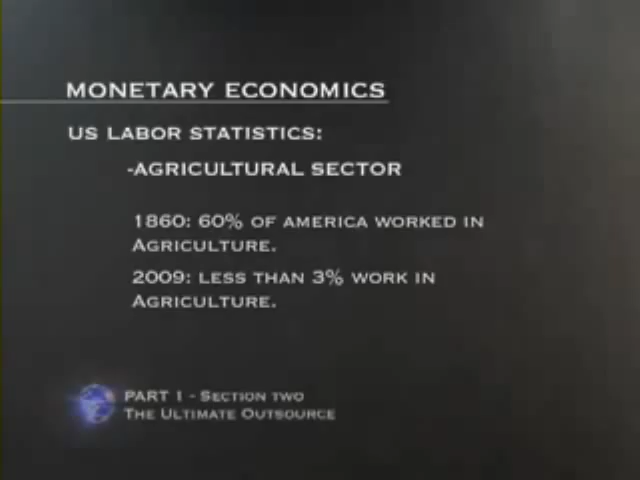 MONETARY ECONOMICS
US LABOR STATISTICS:
-AGRICULTURAL SECTOR
1860: 60% OF AMERICA WORKED IN
AGRICULTURE.
2009: LESS THAN 3% WORK IN
AGRICULTURE.
PART 1 - SECTION TWO
THE ULTIMATE OUTSOURCE